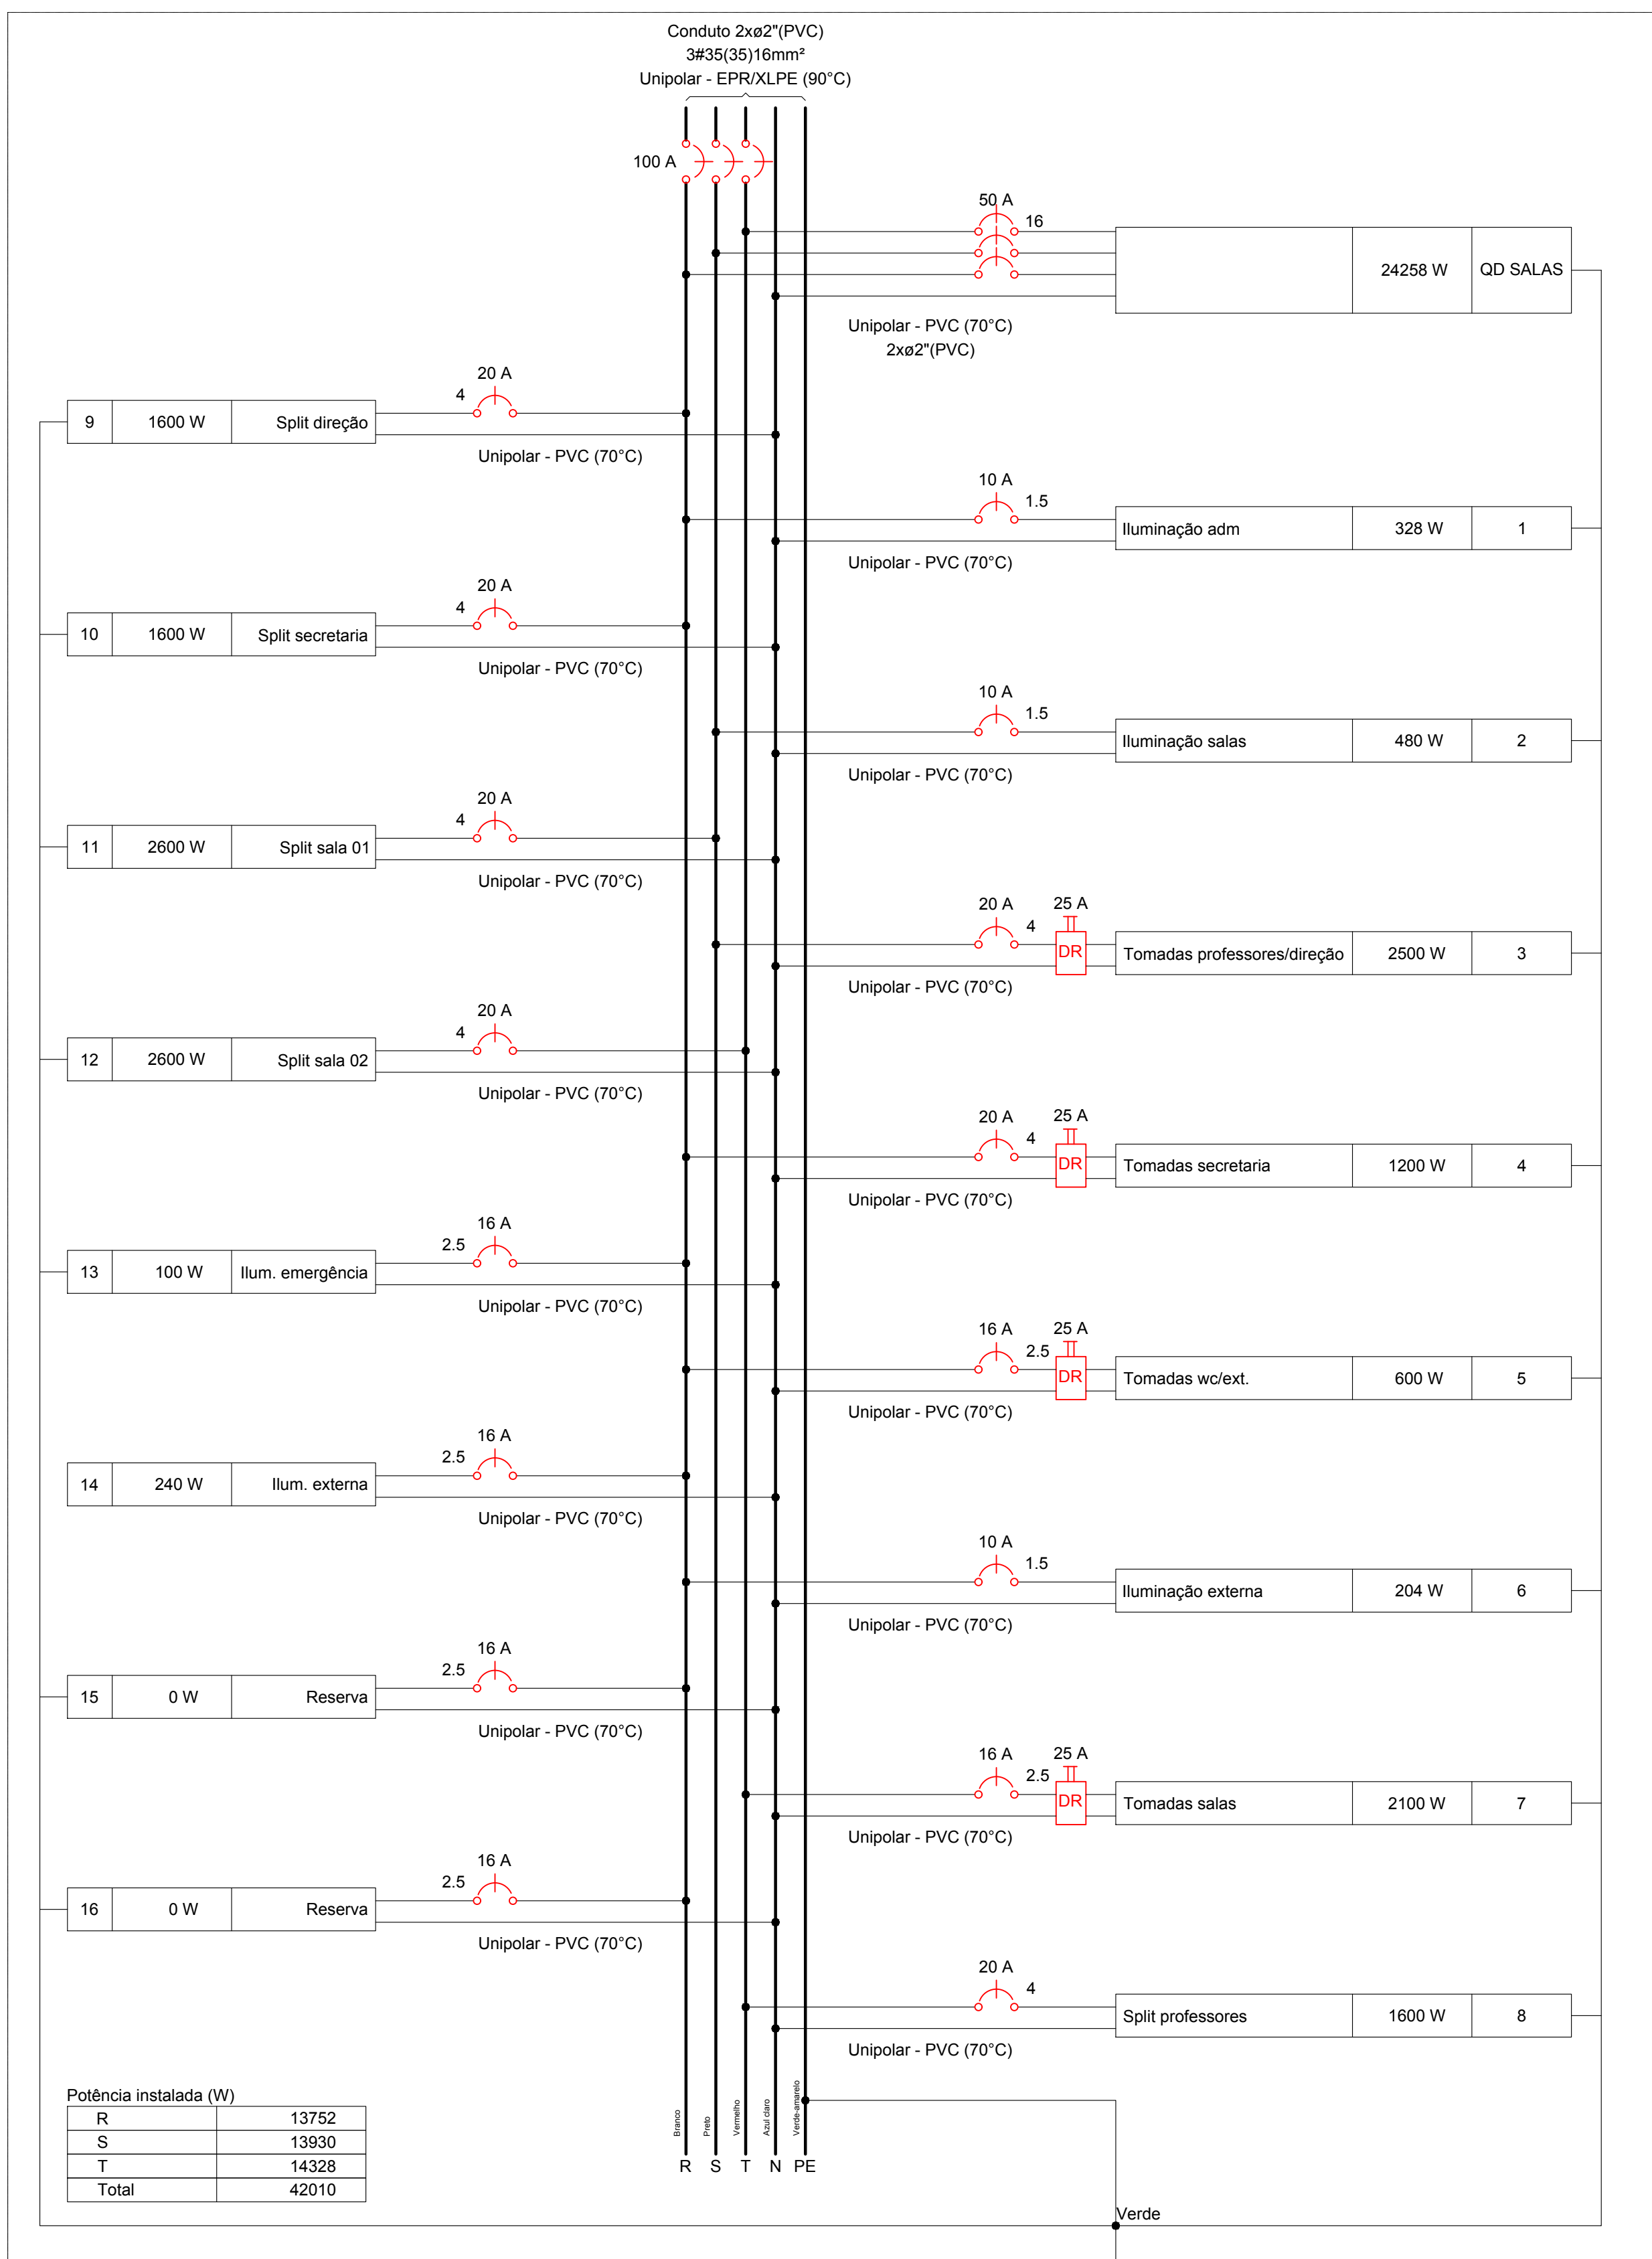 Conduto 2xø2"(PVC)
3#35(35)16mm²
Unipolar - EPR/XLPE (90°C)
100 A
50 A
16
24258 W QD SALAS
Unipolar - PVC (70°C)
2xø2"(PVC)
20 A
4
9 1600 W Split direção
Unipolar - PVC (70°C)
10 A
1.5
Iluminação adm 328 W 1
Unipolar - PVC (70°C)
20 A
4
10 1600 W Split secretaria
Unipolar - PVC (70°C)
10 A
1.5
Iluminação salas 480 W 2
Unipolar - PVC (70°C)
20 A
4
11 2600 W Split sala 01
Unipolar - PVC (70°C)
20 A 25 A
4
DR
Tomadas professores/direção 2500 W 3
Unipolar - PVC (70°C)
20 A
4
12 2600 W Split sala 02
Unipolar - PVC (70°C)
20 A 25 A
4
DR
Tomadas secretaria 1200 W 4
Unipolar - PVC (70°C)
16 A
2.5
13 100 W Ilum. emergência
Unipolar - PVC (70°C)
16 A 25 A
2.5
DR
Tomadas wc/ext. 600 W 5
Unipolar - PVC (70°C)
16 A
2.5
14 240 W Ilum. externa
Unipolar - PVC (70°C)
10 A
1.5
Iluminação externa 204 W 6
Unipolar - PVC (70°C)
16 A
2.5
15 0 W Reserva
Unipolar - PVC (70°C)
16 A 25 A
2.5
DR
Tomadas salas 2100 W 7
Unipolar - PVC (70°C)
16 A
2.5
16 0 W Reserva
Unipolar - PVC (70°C)
20 A
4
Split professores 1600 W 8
Unipolar - PVC (70°C)
Potência instalada (W)
R 13752
S 13930
T 14328
Total 42010
Branco
Preto
Vermelho
Azul claro
Verde-amarelo
R S T N PE
Verde